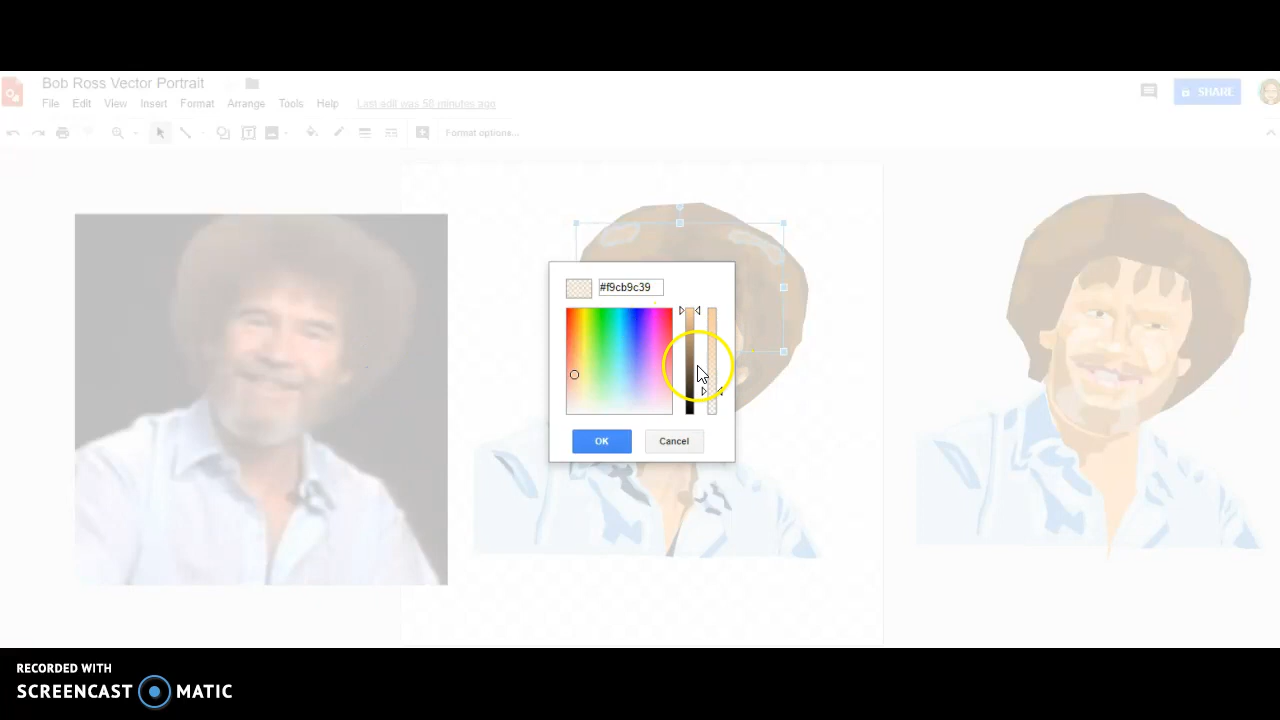 Bob Ross Vector Portrait
File Edit View Insert Format Arrange Tools Help Last edit was 56 minutes ago
SHARE
Format options...
#f9cb9c39
OK Cancel
RECORDED WITH
SCREENCAST MATIC